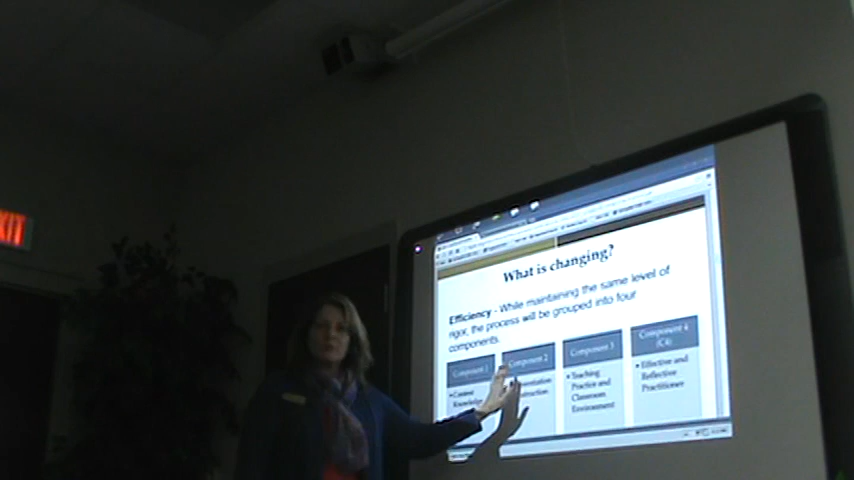 EXIT
What is changing?
Efficiency - While maintaining the same level of
rigor, the process will be grouped into four
components.
Component 1
Component 2
Component 3
Component 4
(C4)
•Content
Knowledge
•Teaching
Practice and
Classroom
Environment
•Effective and
Reflective
Practitioner